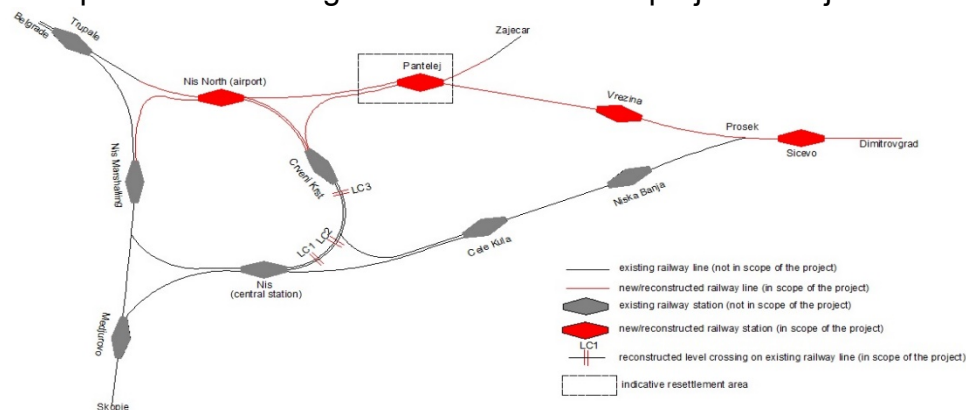 Zajecar
Belgrade
Trupale
Pantelej
Nis North (airport)
Vrezina
Prosek
Sicevo
Dimitrovgrad
Nis Marshalling
Crveni Krst
LC3
Niska Banja
LC2
LC1
Cele Kula
Nis
(central station)
Medjurovo
Skopje
existing railway line (not in scope of the project)
new/reconstructed railway line (in scope of the project)
existing railway station (not in scope of the project)
new/reconstructed railway station (in scope of the project)
LC1
reconstructed level crossing on existing railway line (in scope of the project)
indicative resettlement area